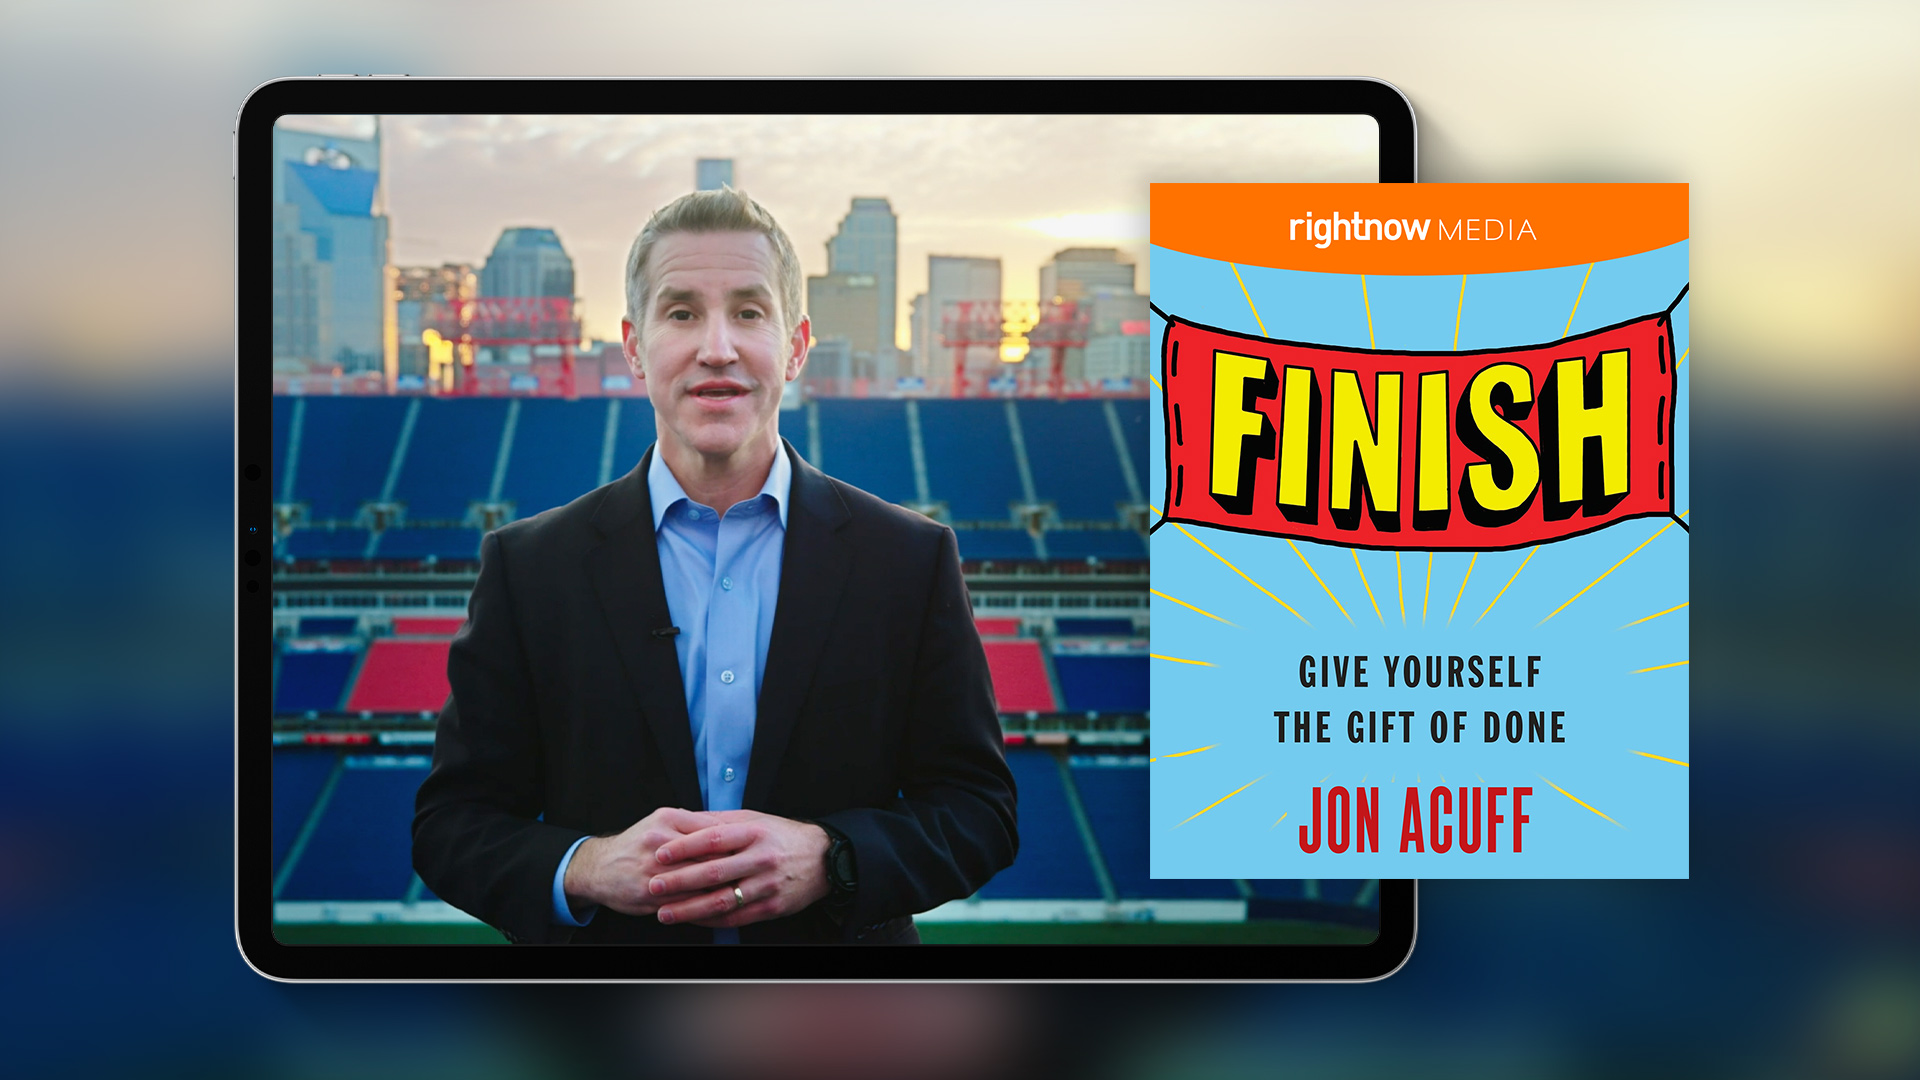 rightnow MEDIA
FINISH
GIVE YOURSELF
THE GIFT OF DONE
JON ACUFF